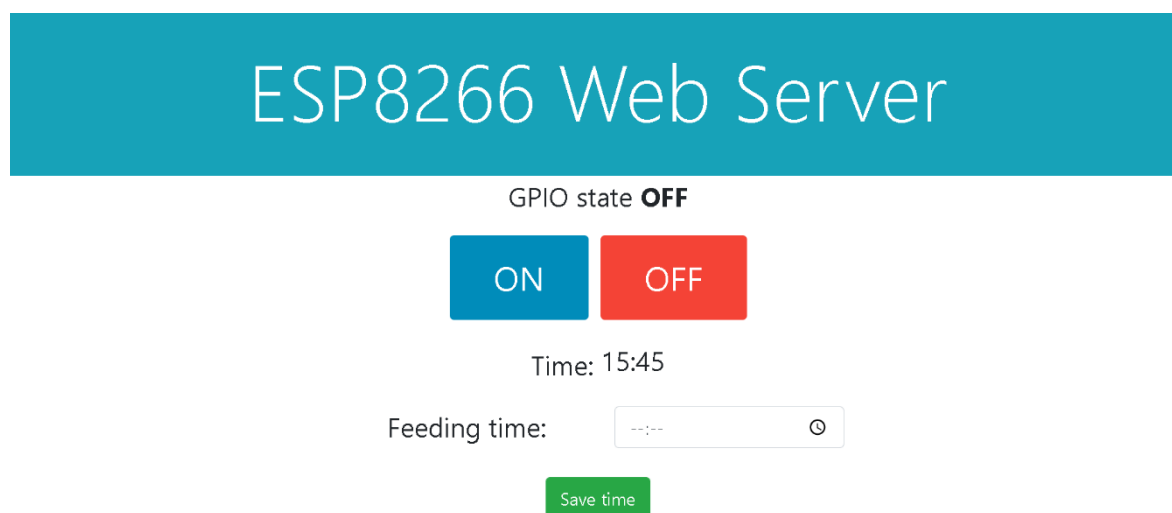 ESP8266 Web Server
GPIO state OFF
ON OFF
Time: 15:45
Feeding time: --:--
Save time